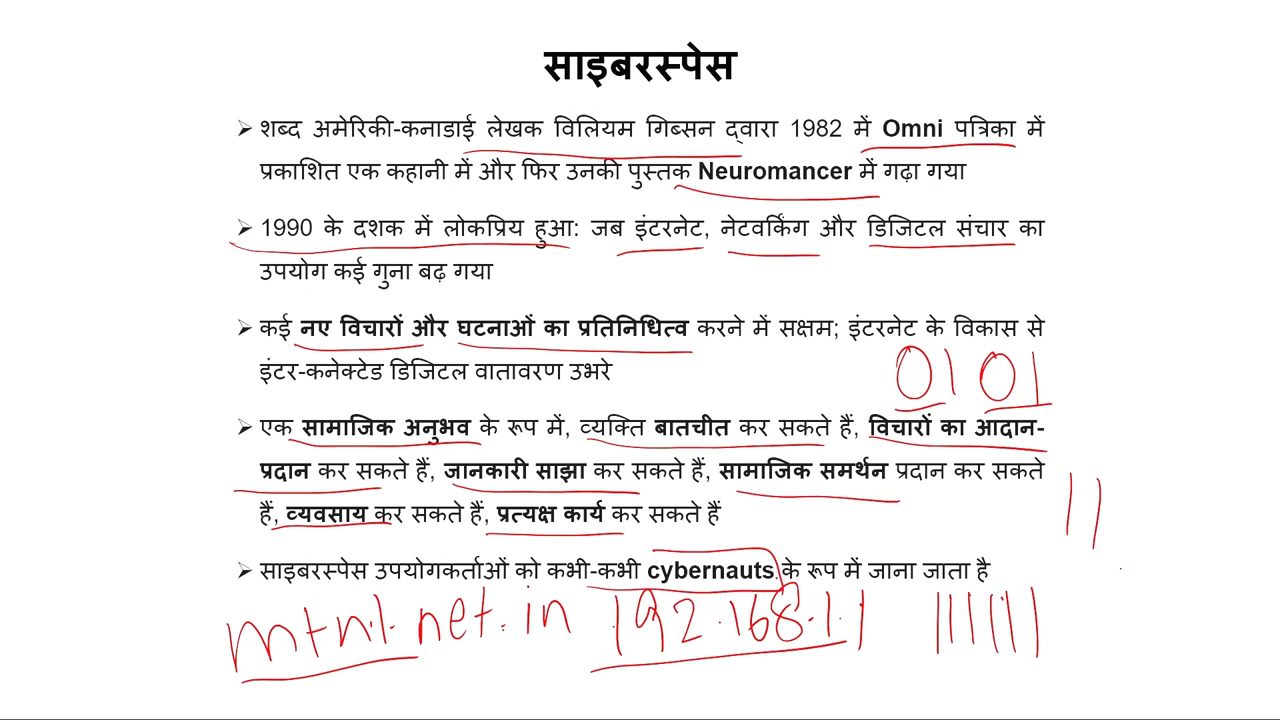 साइबरस्पेस
➢ शब्द अमेरिकी-कनाडाई लेखक विलियम गिब्सन द्वारा 1982 में Omni पत्रिका में
प्रकाशित एक कहानी में और फिर उनकी पुस्तक Neuromancer में गढ़ा गया
➢ 1990 के दशक में लोकप्रिय हुआ: जब इंटरनेट, नेटवर्किंग और डिजिटल संचार का
उपयोग कई गुना बढ़ गया
➢ कई नए विचारों और घटनाओं का प्रतिनिधित्व करने में सक्षम; इंटरनेट के विकास से
इंटर-कनेक्टेड डिजिटल वातावरण उभरे
0101
➢ एक सामाजिक अनुभव के रूप में, व्यक्ति बातचीत कर सकते हैं, विचारों का आदान-
प्रदान कर सकते हैं, जानकारी साझा कर सकते हैं, सामाजिक समर्थन प्रदान कर सकते
हैं, व्यवसाय कर सकते हैं, प्रत्यक्ष कार्य कर सकते हैं
➢ साइबरस्पेस उपयोगकर्ताओं को कभी-कभी cybernauts के रूप में जाना जाता है
mtnl.net.in 192.168.1.1